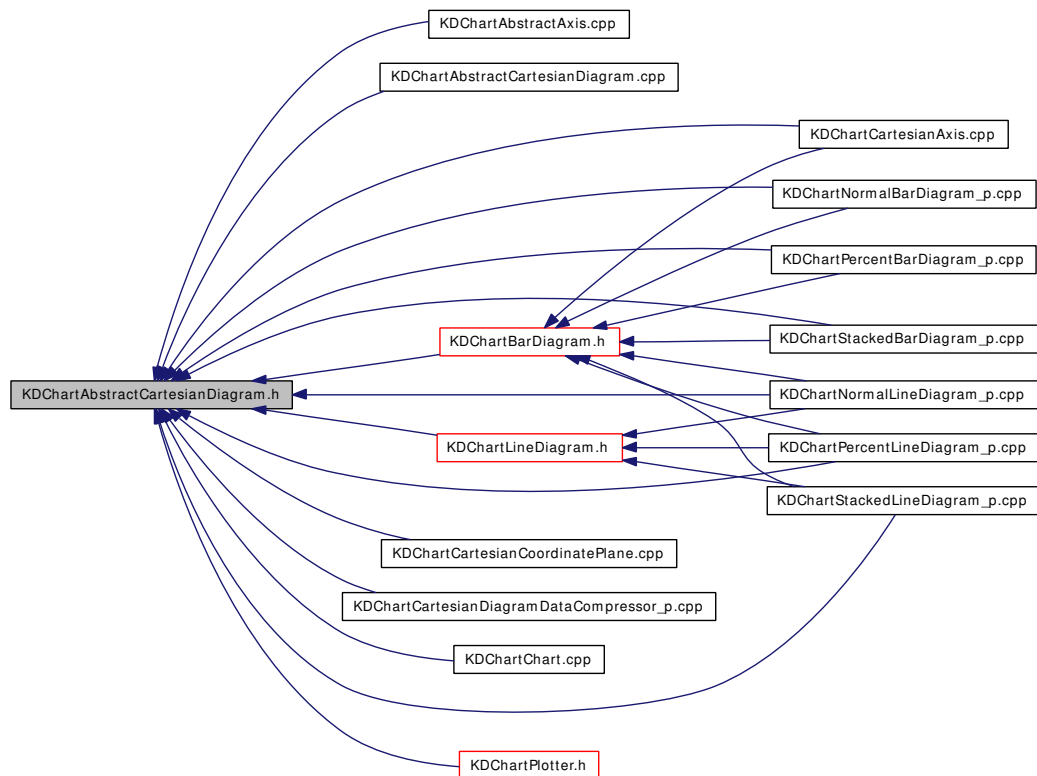 KDChartAbstractAxis.cpp
KDChartAbstractCartesianDiagram.cpp
KDChartCartesianAxis.cpp
KDChartNormalBarDiagram_p.cpp
KDChartPercentBarDiagram_p.cpp
KDChartBarDiagram.h
KDChartStackedBarDiagram_p.cpp
KDChartAbstractCartesianDiagram.h
KDChartNormalLineDiagram_p.cpp
KDChartLineDiagram.h
KDChartPercentLineDiagram_p.cpp
KDChartStackedLineDiagram_p.cpp
KDChartCartesianCoordinatePlane.cpp
KDChartCartesianDiagramDataCompressor_p.cpp
KDChartChart.cpp
KDChartPlotter.h